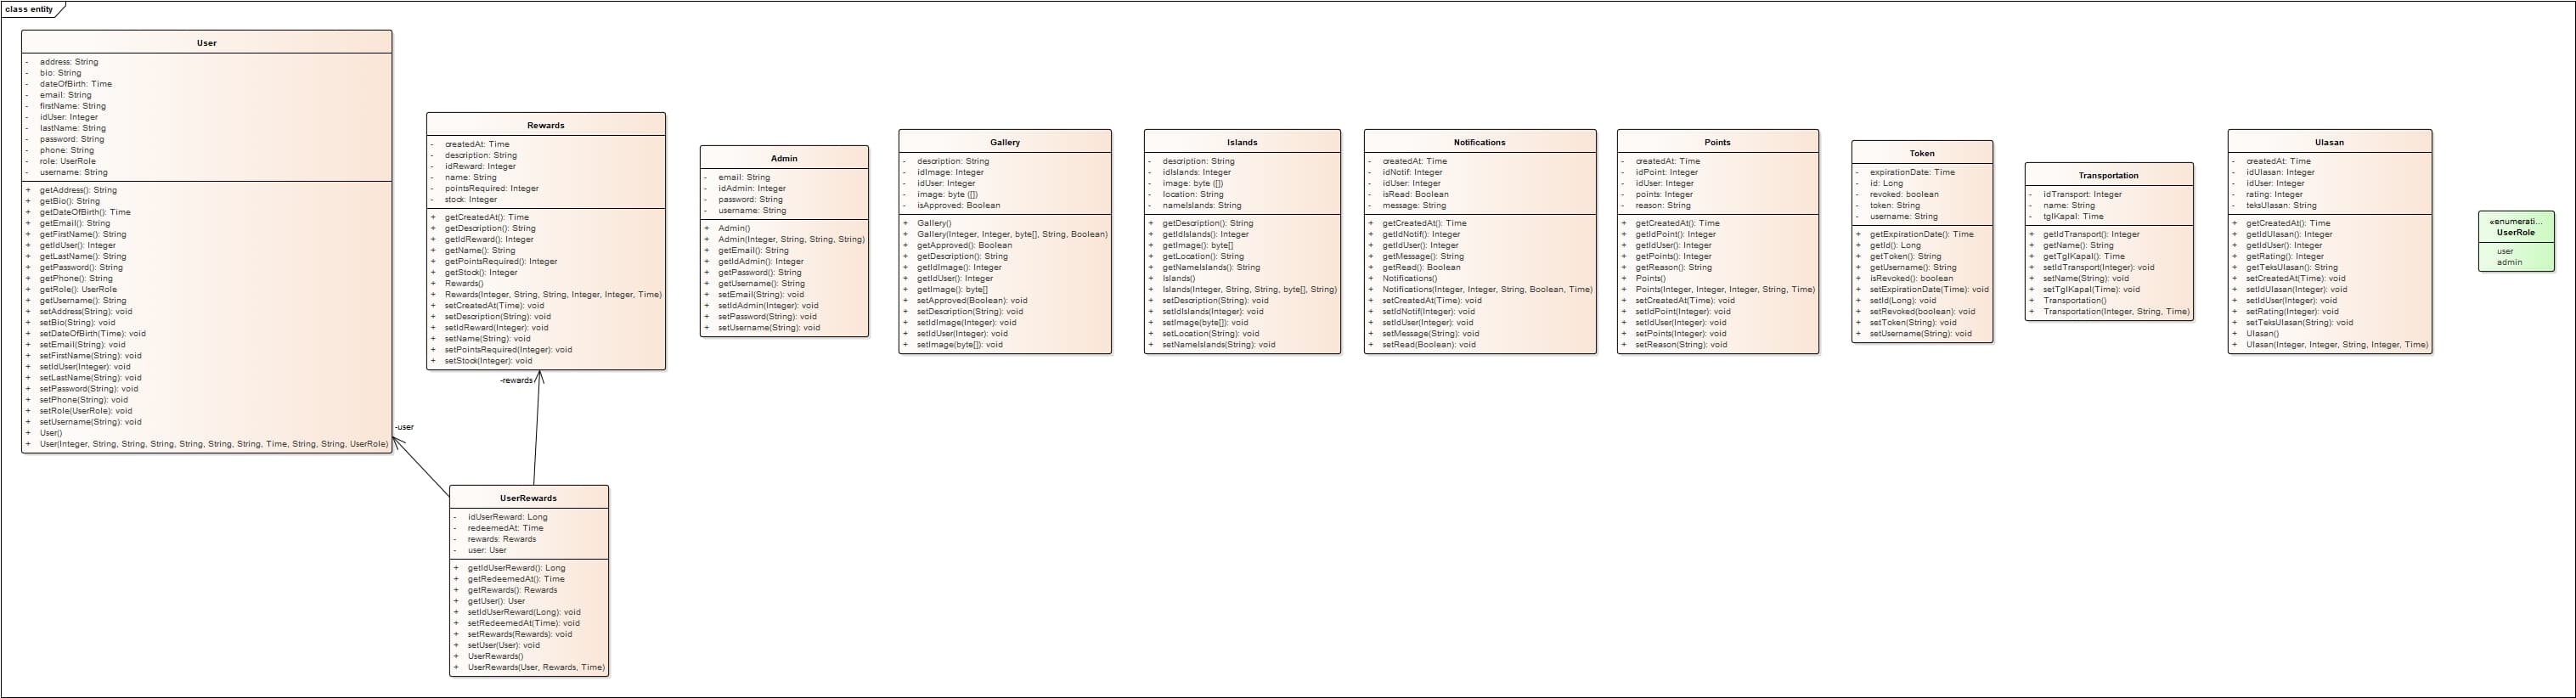 class entity
User
- address: String
- bio: String
- dateOfBirth: Time
- email: String
- firstName: String
- idUser: Integer
- lastName: String
- password: String
- phone: String
- role: UserRole
- username: String
+ getAddress(): String
+ getBio(): String
+ getDateOfBirth(): Time
+ getEmail(): String
+ getFirstName(): String
+ getIdUser(): Integer
+ getLastName(): String
+ getPassword(): String
+ getPhone(): String
+ getRole(): UserRole
+ getUsername(): String
+ setAddress(String): void
+ setBio(String): void
+ setDateOfBirth(Time): void
+ setEmail(String): void
+ setFirstName(String): void
+ setIdUser(Integer): void
+ setLastName(String): void
+ setPassword(String): void
+ setPhone(String): void
+ setRole(UserRole): void
+ setUsername(String): void
+ User()
+ User(Integer, String, String, String, String, String, String, Time, String, String, UserRole)
Rewards
- createdAt: Time
- description: String
- idReward: Integer
- name: String
- pointsRequired: Integer
- stock: Integer
+ getCreatedAt(): Time
+ getDescription(): String
+ getIdReward(): Integer
+ getName(): String
+ getPointsRequired(): Integer
+ getStock(): Integer
+ Rewards()
+ Rewards(Integer, String, String, Integer, Integer, Time)
+ setCreatedAt(Time): void
+ setDescription(String): void
+ setIdReward(Integer): void
+ setName(String): void
+ setPointsRequired(Integer): void
+ setStock(Integer): void
-rewards
-user
UserRewards
- idUserReward: Long
- redeemedAt: Time
- rewards: Rewards
- user: User
+ getIdUserReward(): Long
+ getRedeemedAt(): Time
+ getRewards(): Rewards
+ getUser(): User
+ setIdUserReward(Long): void
+ setRedeemedAt(Time): void
+ setRewards(Rewards): void
+ setUser(User): void
+ UserRewards()
+ UserRewards(User, Rewards, Time)
Admin
- email: String
- idAdmin: Integer
- password: String
- username: String
+ Admin()
+ Admin(Integer, String, String, String)
+ getEmail(): String
+ getIdAdmin(): Integer
+ getPassword(): String
+ getUsername(): String
+ setEmail(String): void
+ setIdAdmin(Integer): void
+ setPassword(String): void
+ setUsername(String): void
Gallery
- description: String
- idImage: Integer
- idUser: Integer
- image: byte ([])
- isApproved: Boolean
+ Gallery()
+ Gallery(Integer, Integer, byte[], String, Boolean)
+ getApproved(): Boolean
+ getDescription(): String
+ getIdImage(): Integer
+ getIdUser(): Integer
+ getImage(): byte[]
+ setApproved(Boolean): void
+ setDescription(String): void
+ setIdImage(Integer): void
+ setIdUser(Integer): void
+ setImage(byte[]): void
Islands
- description: String
- idIslands: Integer
- image: byte ([])
- location: String
- nameIslands: String
+ getDescription(): String
+ getIdIslands(): Integer
+ getImage(): byte[]
+ getLocation(): String
+ getNameIslands(): String
+ Islands()
+ Islands(Integer, String, String, byte[], String)
+ setDescription(String): void
+ setIdIslands(Integer): void
+ setImage(byte[]): void
+ setLocation(String): void
+ setNameIslands(String): void
Notifications
- createdAt: Time
- idNotif: Integer
- idUser: Integer
- isRead: Boolean
- message: String
+ getCreatedAt(): Time
+ getIdNotif(): Integer
+ getIdUser(): Integer
+ getMessage(): String
+ getRead(): Boolean
+ Notifications()
+ Notifications(Integer, Integer, String, Boolean, Time)
+ setCreatedAt(Time): void
+ setIdNotif(Integer): void
+ setIdUser(Integer): void
+ setMessage(String): void
+ setRead(Boolean): void
Points
- createdAt: Time
- idPoint: Integer
- idUser: Integer
- points: Integer
- reason: String
+ getCreatedAt(): Time
+ getIdPoint(): Integer
+ getIdUser(): Integer
+ getPoints(): Integer
+ getReason(): String
+ Points()
+ Points(Integer, Integer, Integer, String, Time)
+ setCreatedAt(Time): void
+ setIdPoint(Integer): void
+ setIdUser(Integer): void
+ setPoints(Integer): void
+ setReason(String): void
Token
- expirationDate: Time
- id: Long
- revoked: boolean
- token: String
- username: String
+ getExpirationDate(): Time
+ getId(): Long
+ getToken(): String
+ getUsername(): String
+ isRevoked(): boolean
+ setExpirationDate(Time): void
+ setId(Long): void
+ setRevoked(boolean): void
+ setToken(String): void
+ setUsername(String): void
Transportation
- idTransport: Integer
- name: String
- tglKapal: Time
+ getIdTransport(): Integer
+ getName(): String
+ getTglKapal(): Time
+ setIdTransport(Integer): void
+ setName(String): void
+ setTglKapal(Time): void
+ Transportation()
+ Transportation(Integer, String, Time)
Ulasan
- createdAt: Time
- idUlasan: Integer
- idUser: Integer
- rating: Integer
- teksUlasan: String
+ getCreatedAt(): Time
+ getIdUlasan(): Integer
+ getIdUser(): Integer
+ getRating(): Integer
+ getTeksUlasan(): String
+ setCreatedAt(Time): void
+ setIdUlasan(Integer): void
+ setIdUser(Integer): void
+ setRating(Integer): void
+ setTeksUlasan(String): void
+ Ulasan()
+ Ulasan(Integer, Integer, String, Integer, Time)
«enumerati...
UserRole
user
admin